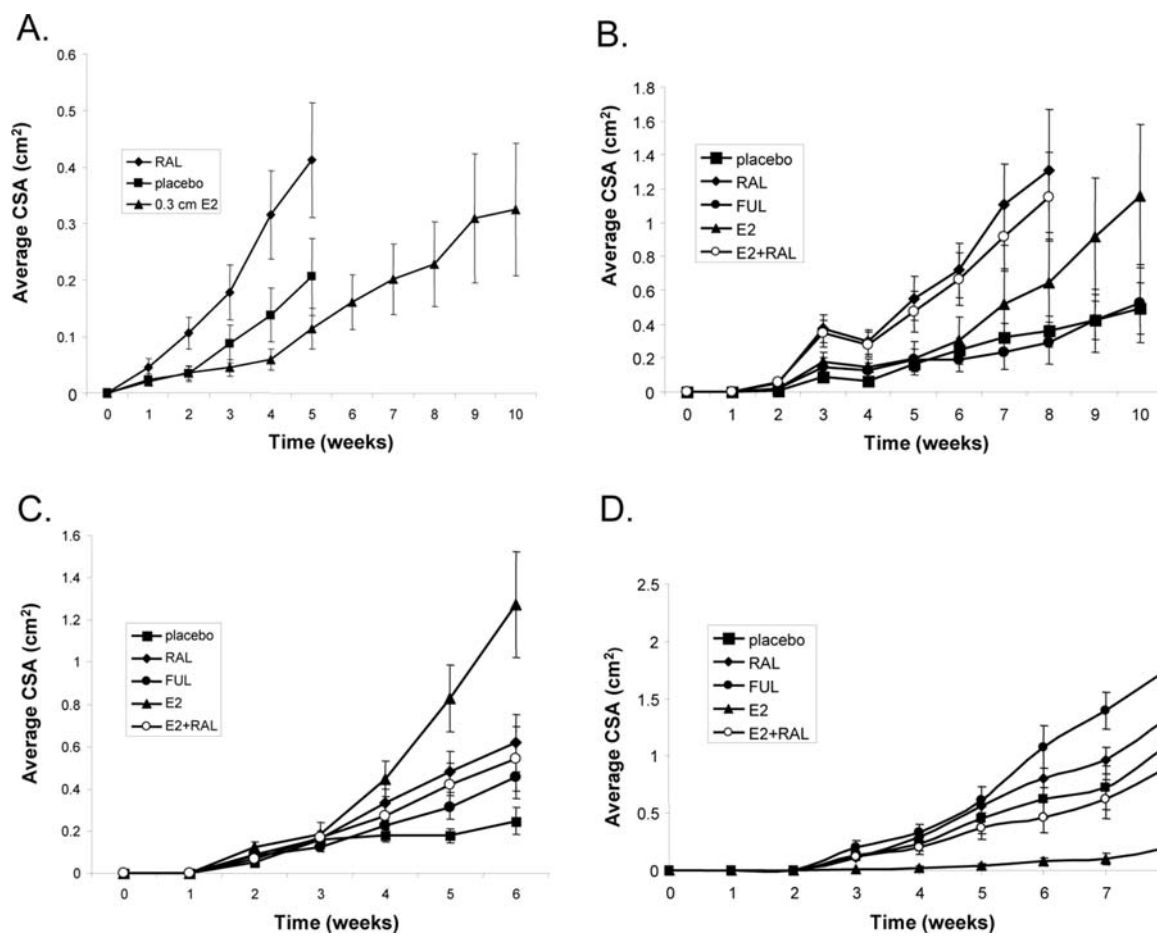 A.
0.6
0.5
0.4
0.3
0.2
0.1
0
Average CSA (cm²)
RAL
placebo
0.3 cm E2
0 1 2 3 4 5 6 7 8 9 10
Time (weeks)
B.
1.8
1.6
1.4
1.2
1
0.8
0.6
0.4
0.2
0
Average CSA (cm²)
placebo
RAL
FUL
E2
E2+RAL
0 1 2 3 4 5 6 7 8 9 10
Time (weeks)
C.
1.6
1.4
1.2
1
0.8
0.6
0.4
0.2
0
Average CSA (cm²)
placebo
RAL
FUL
E2
E2+RAL
0 1 2 3 4 5 6
Time (weeks)
D.
2.5
2
1.5
1
0.5
0
Average CSA (cm²)
placebo
RAL
FUL
E2
E2+RAL
0 1 2 3 4 5 6 7
Time (weeks)